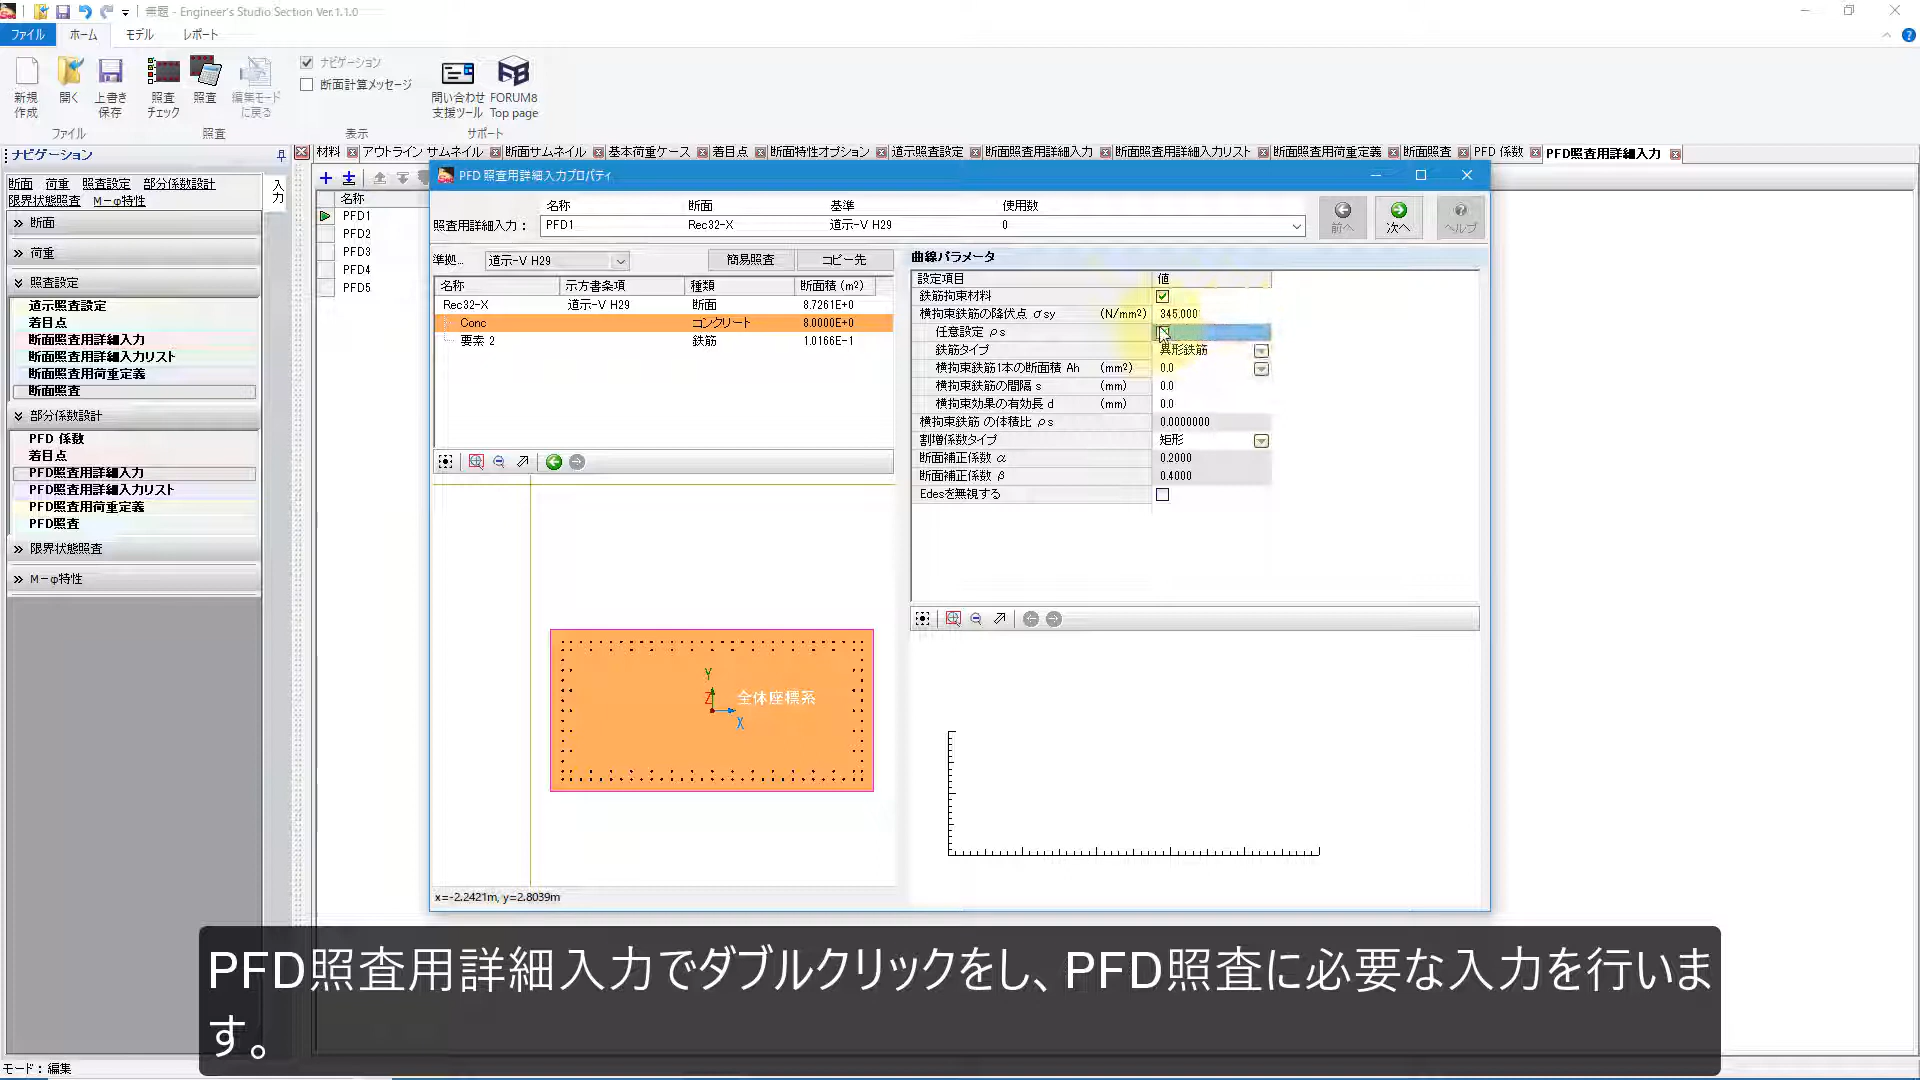 無題 - Engineer's Studio Section Ver.1.1.0
ファイル ホーム モデル レポート
新規作成 開く 上書き保存 照査チェック 照査 編集モードに戻る
ナビゲーション
断面計算メッセージ
問い合わせ支援ツール FORUM8 Top page
ファイル 照査 表示 サポート
ナビゲーション
材料 アウトライン サムネイル 断面サムネイル 基本荷重ケース 着目点 断面特性オプション 道示照査設定 断面照査用詳細入力 断面照査用詳細入力リスト 断面照査用荷重定義 断面照査 PFD 係数 PFD照査用詳細入力
断面 荷重 照査設定 部分係数設計
限界状態照査 M-φ特性
入力
断面
荷重
照査設定
道示照査設定
着目点
断面照査用詳細入力
断面照査用詳細入力リスト
断面照査用荷重定義
断面照査
部分係数設計
PFD 係数
着目点
PFD照査用詳細入力
PFD照査用詳細入力リスト
PFD照査用荷重定義
PFD照査
限界状態照査
M-φ特性
名称
PFD1
PFD2
PFD3
PFD4
PFD5
PFD 照査用詳細入力プロパティ
名称 断面 基準 使用数
照査用詳細入力： PFD1 Rec32-X 道示-V H29 0
前へ 次へ ヘルプ
準拠... 道示-V H29 簡易照査 コピー先
名称 示方書条項 種類 断面積 (m2)
Rec32-X 道示-V H29 断面 8.7261E+0
Conc コンクリート 8.0000E+0
要素 2 鉄筋 1.0166E-1
曲線パラメータ
設定項目 値
鉄筋拘束材料
横拘束鉄筋の降伏点 σsy (N/mm2) 345.000
任意設定 ρs
鉄筋タイプ 異形鉄筋
横拘束鉄筋1本の断面積 Ah (mm2) 0.0
横拘束鉄筋の間隔 s (mm) 0.0
横拘束効果の有効長 d (mm) 0.0
横拘束鉄筋 の体積比 ρs 0.0000000
割増係数タイプ 矩形
断面補正係数 α 0.2000
断面補正係数 β 0.4000
Edesを無視する
Y
Z 全体座標系
X
x=-2.2421m, y=2.8039m
PFD照査用詳細入力でダブルクリックをし、PFD照査に必要な入力を行いま
す。
モード： 編集